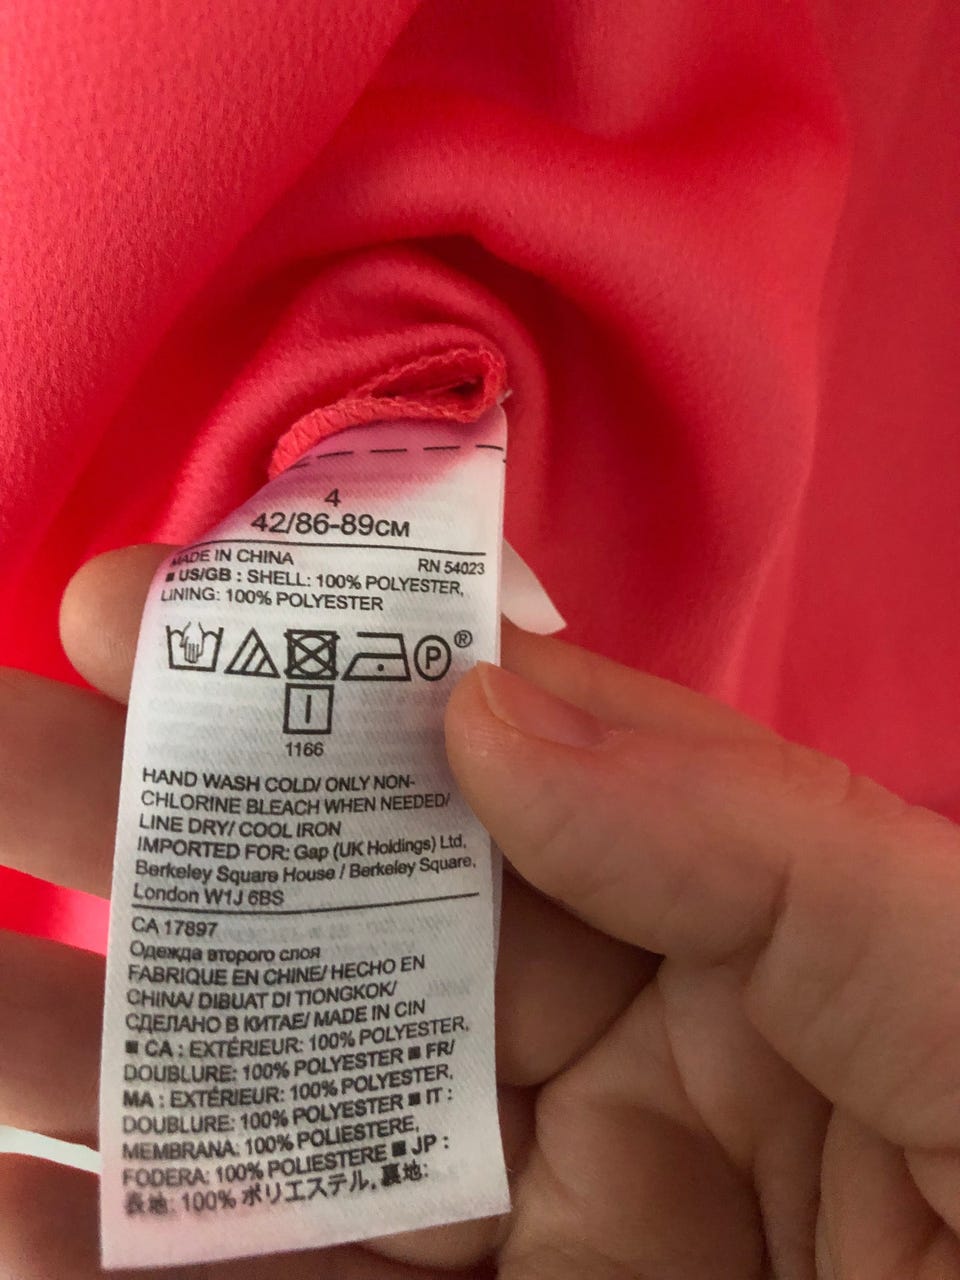 4
42/86-89CM
MADE IN CHINA RN 54023
■ US/GB : SHELL: 100% POLYESTER,
LINING: 100% POLYESTER
P ®
1166
HAND WASH COLD/ ONLY NON-
CHLORINE BLEACH WHEN NEEDED/
LINE DRY/ COOL IRON
IMPORTED FOR: Gap (UK Holdings) Ltd,
Berkeley Square House / Berkeley Square,
London W1J 6BS
CA 17897
Одежда второго слоя
FABRIQUE EN CHINE/ HECHO EN
CHINA/ DIBUAT DI TIONGKOK/
СДЕЛАНО В КИТАЕ/ MADE IN CIN
■ CA : EXTÉRIEUR: 100% POLYESTER,
DOUBLURE: 100% POLYESTER ■ FR/
MA : EXTÉRIEUR: 100% POLYESTER,
DOUBLURE: 100% POLYESTER ■ IT :
MEMBRANA: 100% POLIESTERE,
FODERA: 100% POLIESTERE ■ JP :
表地: 100% ポリエステル, 裏地: